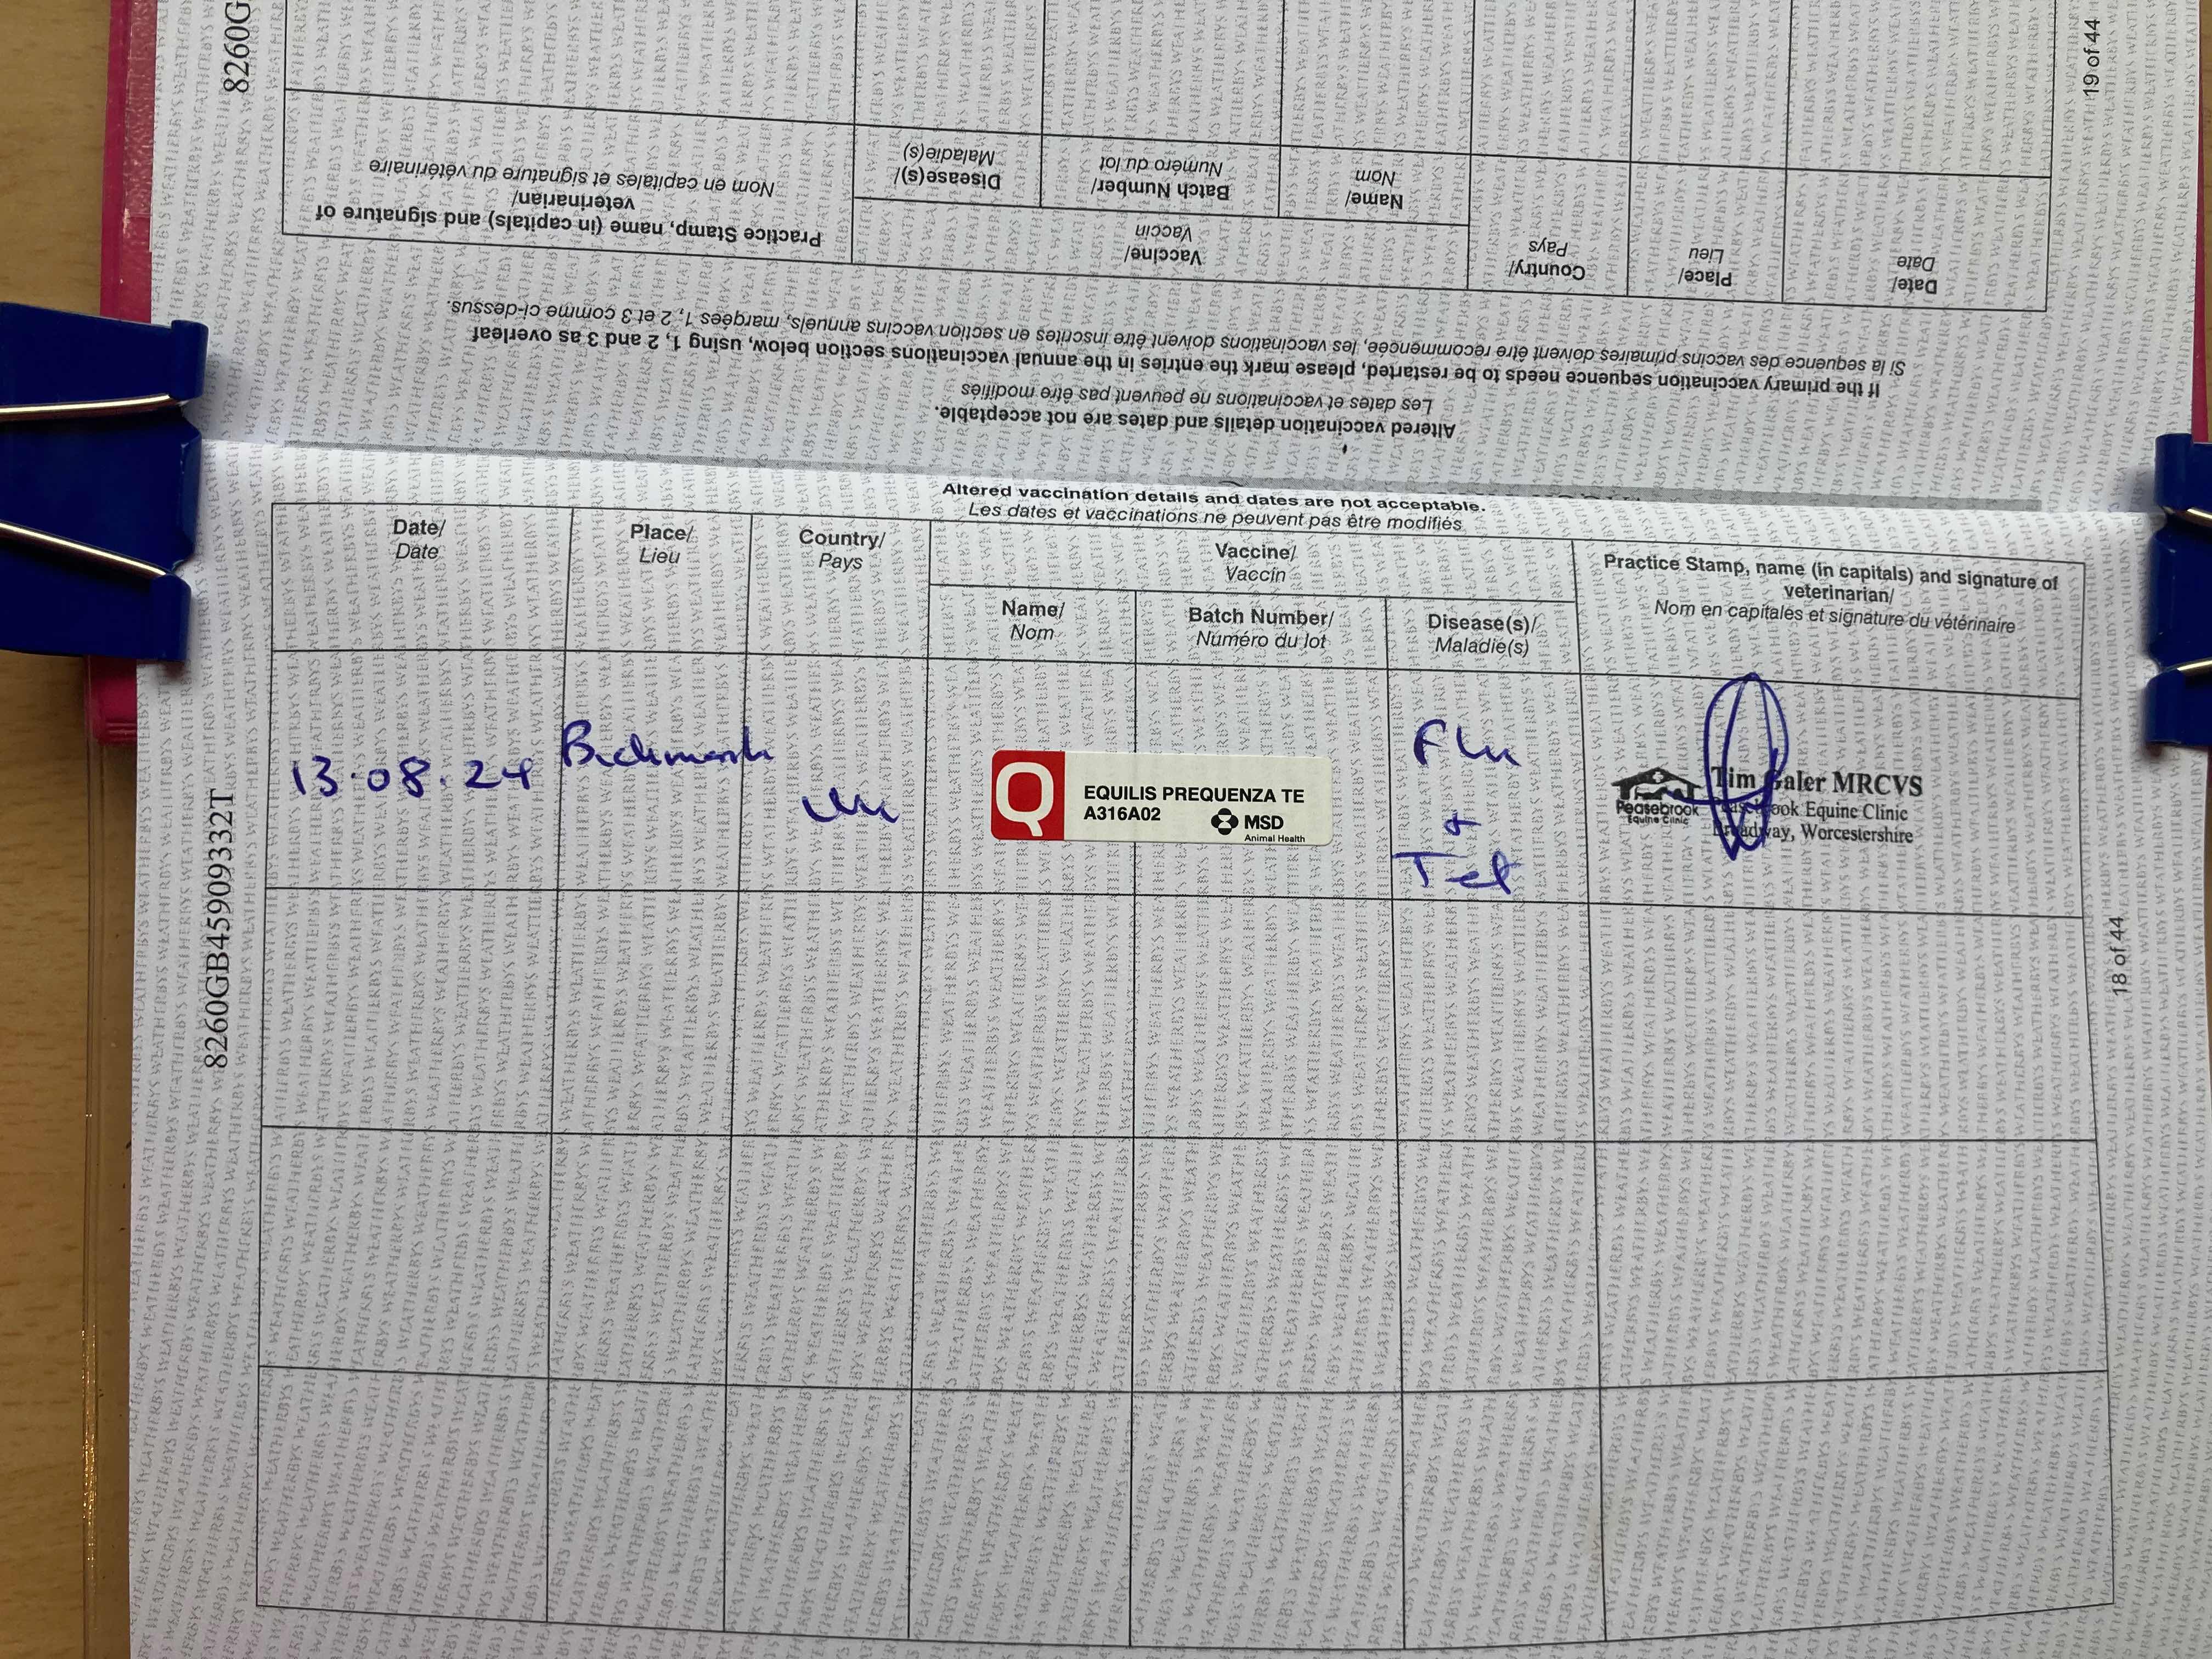 8260G
19 of 44
Date/
Date
Place/
Lieu
Country/
Pays
Vaccine/
Vaccin
Name/
Nom
Batch Number/
Numéro du lot
Disease(s)/
Maladie(s)
Practice Stamp, name (in capitals) and signature of
veterinarian/
Nom en capitales et signature du vétérinaire
If the primary vaccination sequence needs to be restarted, please mark the entries in the annual vaccinations section below, using 1, 2 and 3 as overleaf
Si la sequence des vaccins primaires doivent être recommencée, les vaccinations doivent être inscrites en section vaccins annuels, margées 1, 2 et 3 comme ci-dessus.
Altered vaccination details and dates are not acceptable.
Les dates et vaccinations ne peuvent pas être modifiés
Altered vaccination details and dates are not acceptable.
Les dates et vaccinations ne peuvent pas être modifiés
Date/
Date
Place/
Lieu
Country/
Pays
Vaccine/
Vaccin
Name/
Nom
Batch Number/
Numéro du lot
Disease(s)/
Maladie(s)
Practice Stamp, name (in capitals) and signature of
veterinarian/
Nom en capitales et signature du vétérinaire
13.08.24
UK
Q
EQUILIS PREQUENZA TE
A316A02
MSD
Animal Health
Flu
+
Tet
Peasebrook
Equine Clinic
Tim Galer MRCVS
Peasebrook Equine Clinic
Broadway, Worcestershire
8260GB459093332T
18 of 44